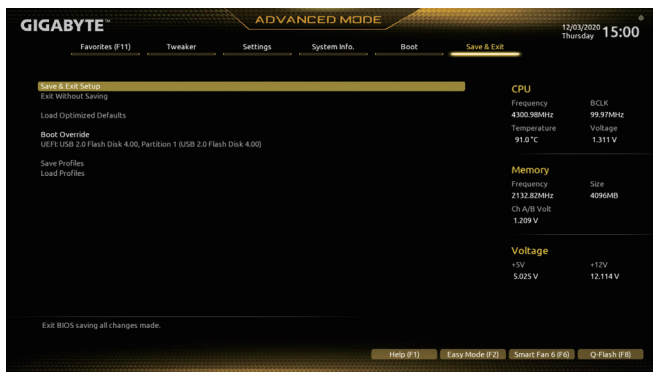 GIGABYTE™
ADVANCED MODE
12/03/2020
Thursday
15:00
Favorites (F11) Tweaker Settings System Info. Boot Save & Exit
Save & Exit Setup
Exit Without Saving
Load Optimized Defaults
Boot Override
UEFI: USB 2.0 Flash Disk 4.00, Partition 1 (USB 2.0 Flash Disk 4.00)
Save Profiles
Load Profiles
CPU
Frequency BCLK
4300.98MHz 99.97MHz
Temperature Voltage
91.0 °C 1.311 V
Memory
Frequency Size
2132.82MHz 4096MB
Ch A/B Volt
1.209 V
Voltage
+5V +12V
5.025 V 12.114 V
Exit BIOS saving all changes made.
Help (F1) Easy Mode (F2) Smart Fan 6 (F6) Q-Flash (F8)